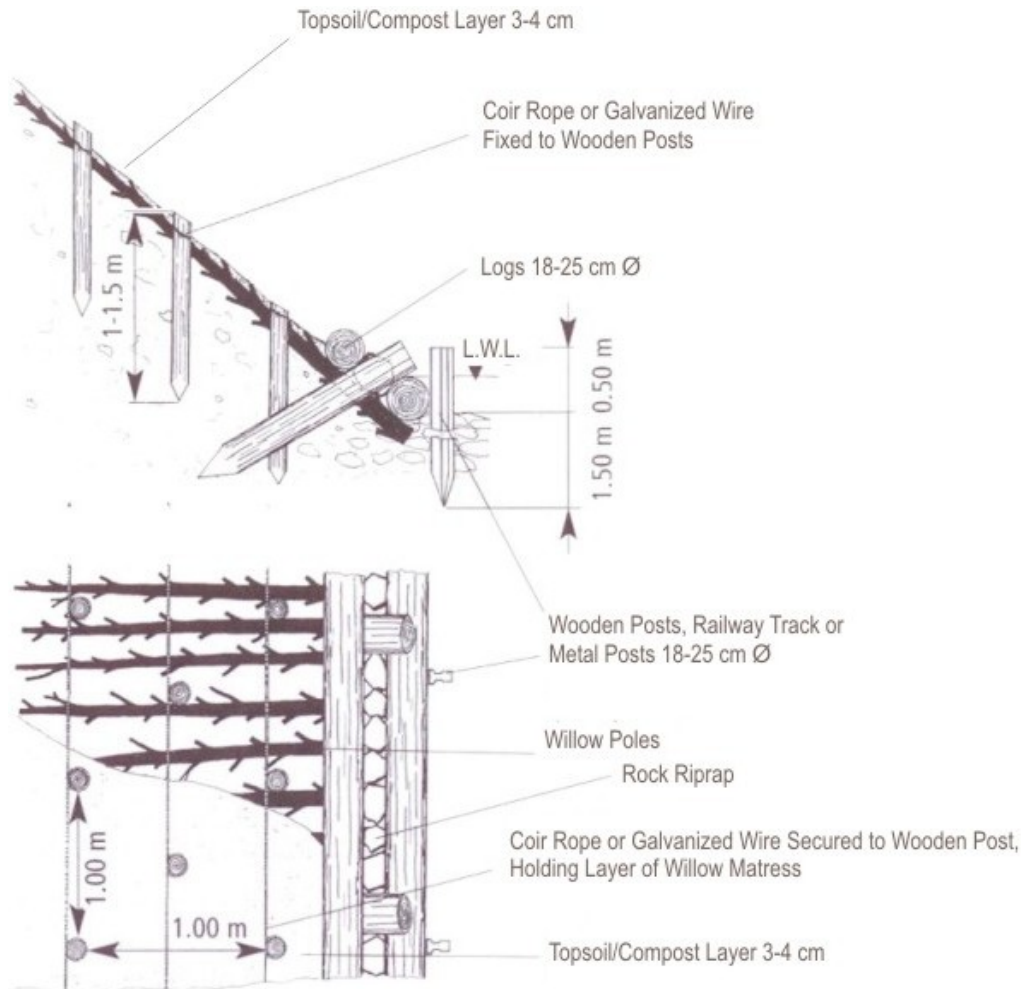 Topsoil/Compost Layer 3-4 cm
Coir Rope or Galvanized Wire
Fixed to Wooden Posts
Logs 18-25 cm Ø
1-1.5 m
L.W.L.
1.50 m 0.50 m
Wooden Posts, Railway Track or
Metal Posts 18-25 cm Ø
Willow Poles
Rock Riprap
Coir Rope or Galvanized Wire Secured to Wooden Post,
Holding Layer of Willow Matress
1.00 m
1.00 m
Topsoil/Compost Layer 3-4 cm